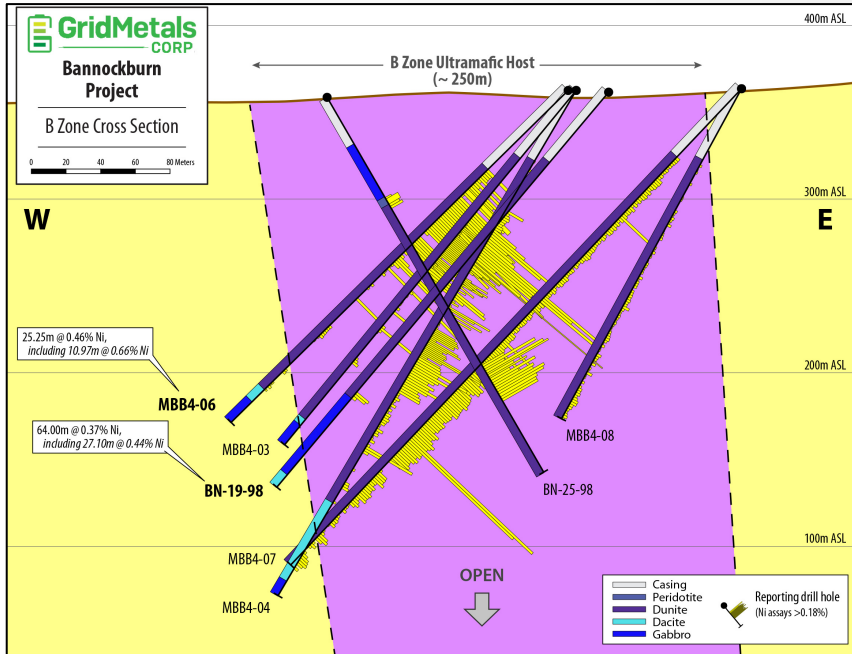 GridMetals
CORP
Bannockburn
Project
B Zone Cross Section
0 20 40 60 80 Meters
400m ASL
B Zone Ultramafic Host
(~ 250m)
300m ASL
W
E
25.25m @ 0.46% Ni,
including 10.97m @ 0.66% Ni
200m ASL
MBB4-06
64.00m @ 0.37% Ni,
including 27.10m @ 0.44% Ni
MBB4-03
MBB4-08
BN-19-98
BN-25-98
100m ASL
MBB4-07
MBB4-04
OPEN
Casing
Peridotite
Dunite
Dacite
Gabbro
Reporting drill hole
(Ni assays >0.18%)